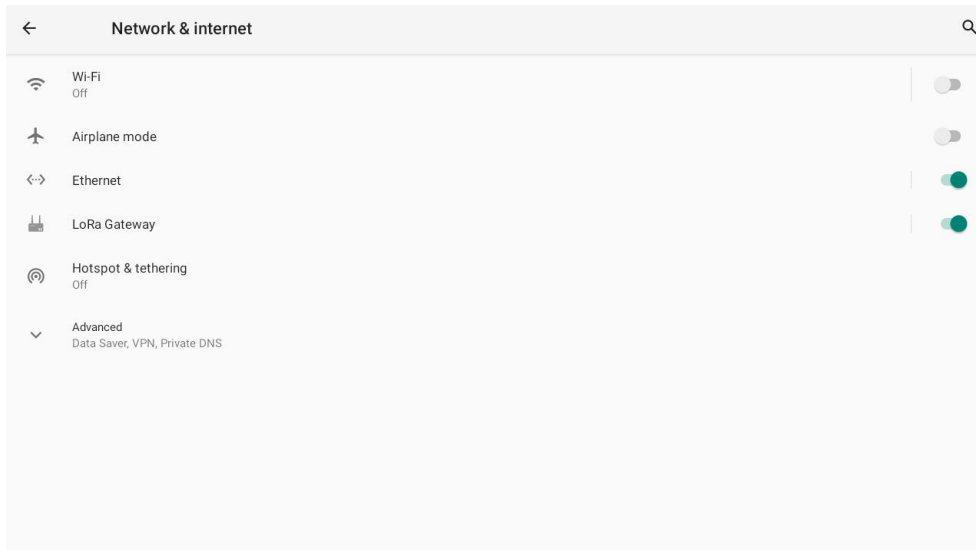 Network & internet
Wi-Fi
Off
Airplane mode
Ethernet
LoRa Gateway
Hotspot & tethering
Off
Advanced
Data Saver, VPN, Private DNS